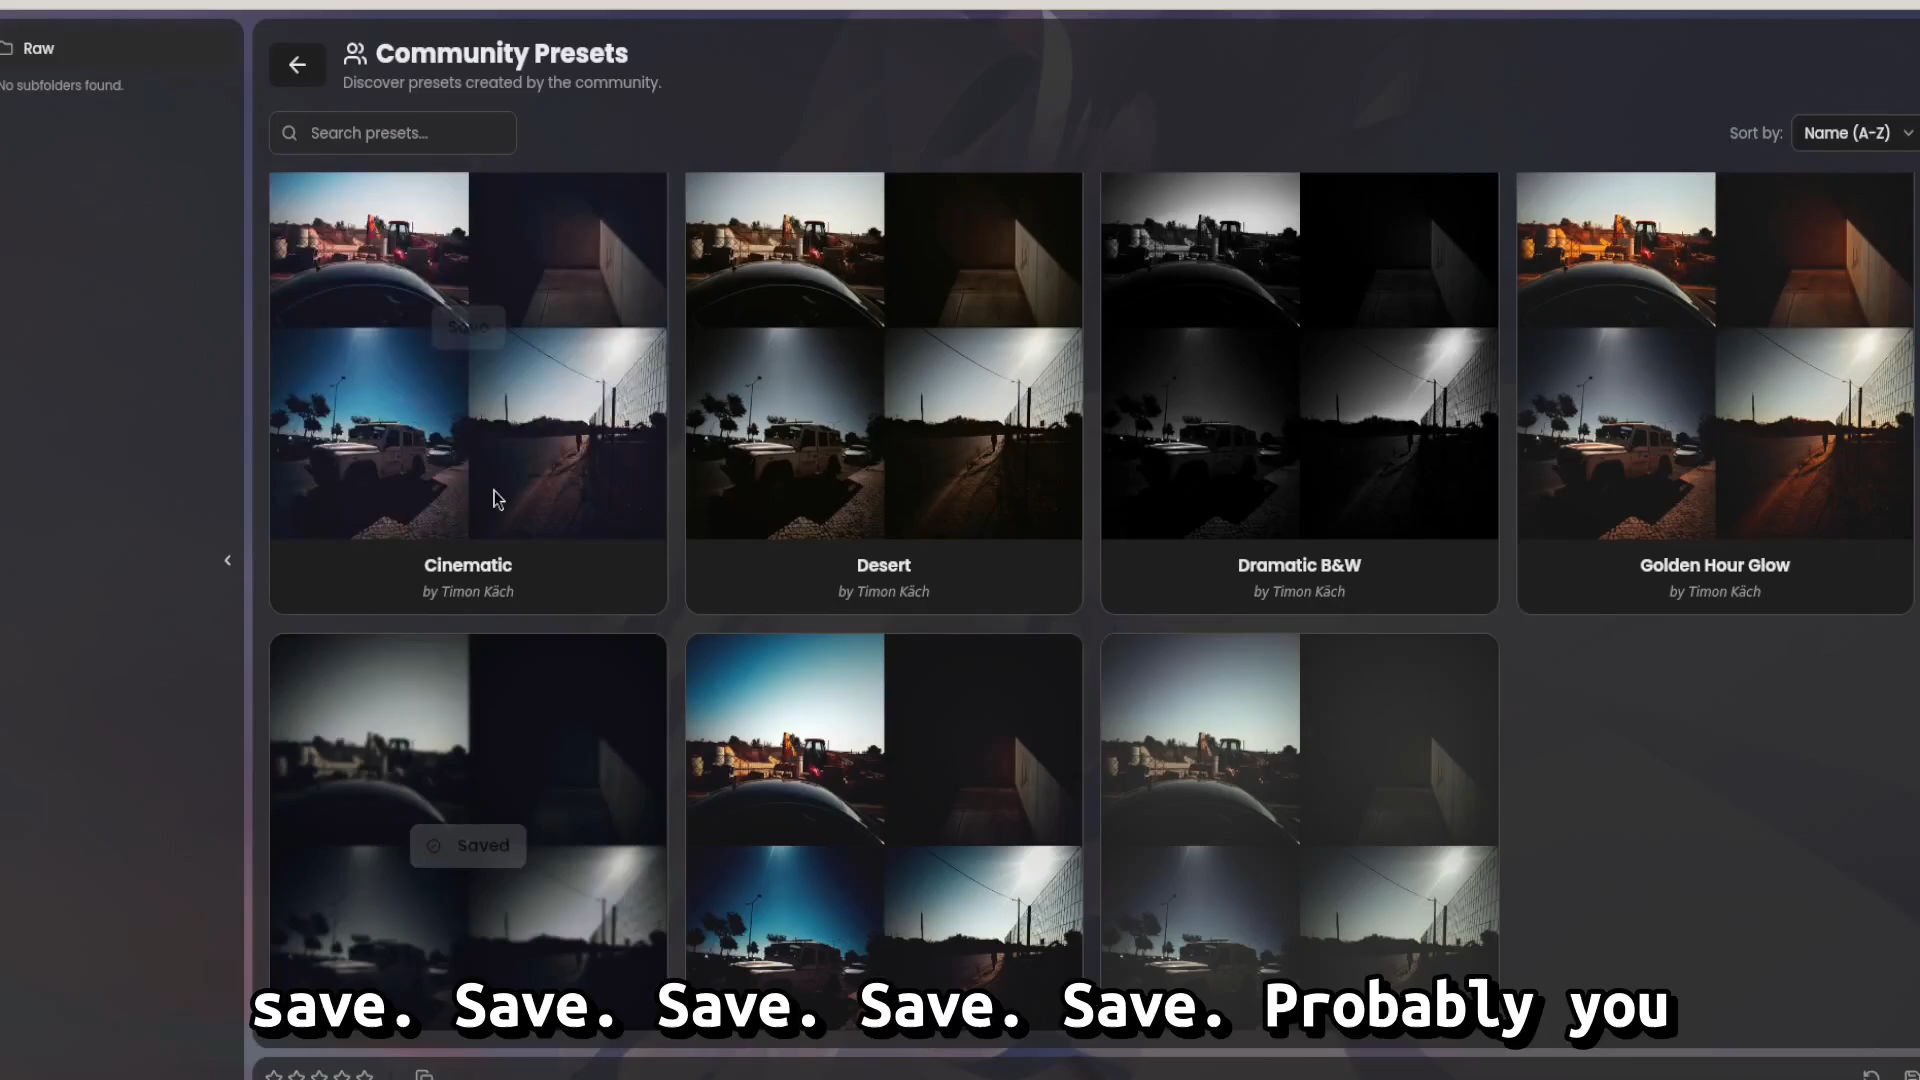 Raw
No subfolders found.
Community Presets
Discover presets created by the community.
Search presets...
Sort by:
Name (A-Z)
Save
Cinematic
by Timon Käch
Desert
by Timon Käch
Dramatic B&W
by Timon Käch
Golden Hour Glow
by Timon Käch
Saved
save. Save. Save. Save. Save. Probably you